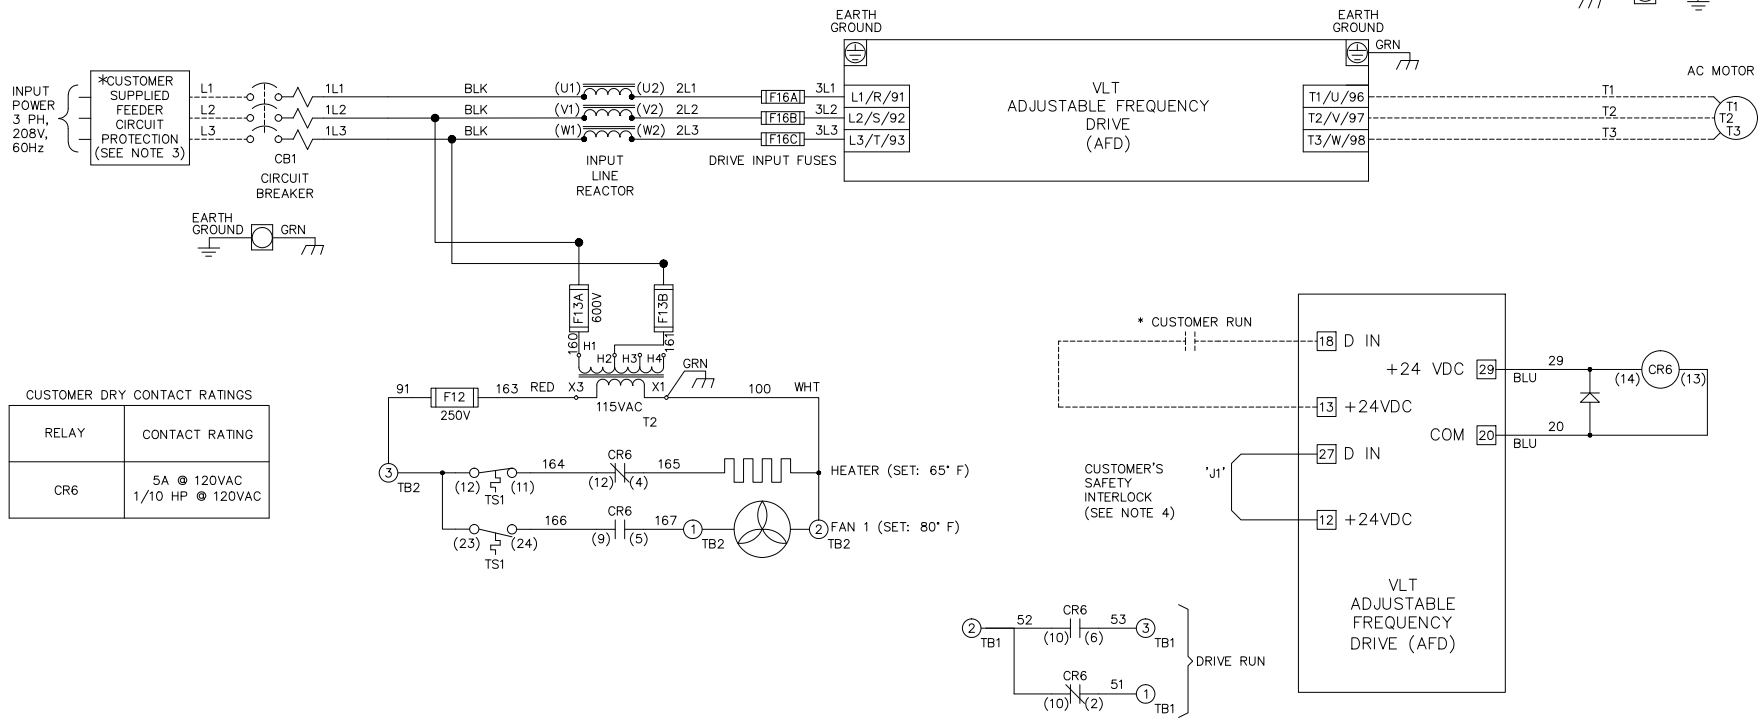 EARTH
GROUND
EARTH
GROUND
GRN
INPUT
POWER
3 PH,
208V,
60Hz
*CUSTOMER
SUPPLIED
FEEDER
CIRCUIT
PROTECTION
(SEE NOTE 3)
L1
L2
L3
CB1
CIRCUIT
BREAKER
1L1
1L2
1L3
BLK
BLK
(U1)
(V1)
(W1)
(U2)
(V2)
(W2)
2L1
2L2
2L3
INPUT
LINE
REACTOR
F16A
F16B
F16C
DRIVE INPUT FUSES
3L1
3L2
3L3
L1/R/91
L2/S/92
L3/T/93
VLT
ADJUSTABLE FREQUENCY
DRIVE
(AFD)
T1/U/96
T2/V/97
T3/W/98
T1
T2
T3
AC MOTOR
T1
T2
T3
EARTH
GROUND
GRN
F13A
600V
F13B
160
161
H1
H2
H3
H4
GRN
91
F12
250V
163
RED
X3
X1
115VAC
T2
100
WHT
3
TB2
(12)
(11)
TS1
164
CR6
(12)
(4)
165
HEATER (SET: 65° F)
(23)
(24)
TS1
166
CR6
(9)
(5)
167
1
TB2
2
TB2
FAN 1 (SET: 80° F)
CUSTOMER DRY CONTACT RATINGS
RELAY
CONTACT RATING
CR6
5A @ 120VAC
1/10 HP @ 120VAC
* CUSTOMER RUN
18 D IN
13 +24VDC
27 D IN
12 +24VDC
CUSTOMER'S
SAFETY
INTERLOCK
(SEE NOTE 4)
'J1'
+24 VDC 29
COM 20
BLU
29
BLU
20
(14)
CR6
(13)
VLT
ADJUSTABLE
FREQUENCY
DRIVE (AFD)
2
TB1
52
CR6
(10)
(6)
53
3
TB1
CR6
(10)
(2)
51
1
TB1
DRIVE RUN